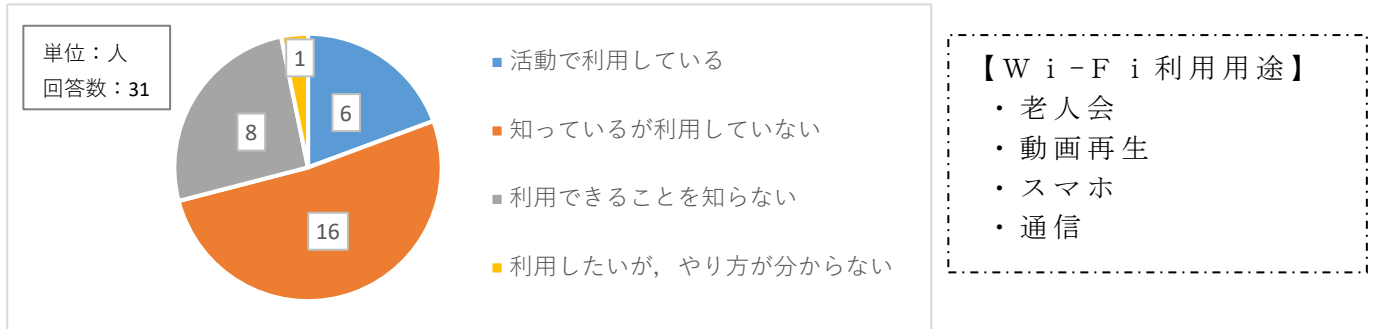 単位：人
回答数：31
1
6
8
16
活動で利用している
知っているが利用していない
利用できることを知らない
利用したいが，やり方が分からない
【Ｗｉ－Ｆｉ利用用途】
・老人会
・動画再生
・スマホ
・通信